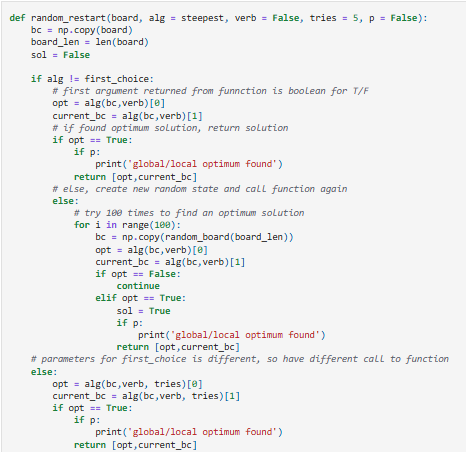 def random_restart(board, alg = steepest, verb = False, tries = 5, p = False):
    bc = np.copy(board)
    board_len = len(board)
    sol = False

    if alg != first_choice:
        # first argument returned from funnction is boolean for T/F
        opt = alg(bc,verb)[0]
        current_bc = alg(bc,verb)[1]
        # if found optimum solution, return solution
        if opt == True:
            if p:
                print('global/local optimum found')
            return [opt,current_bc]
        # else, create new random state and call function again
        else:
            # try 100 times to find an optimum solution
            for i in range(100):
                bc = np.copy(random_board(board_len))
                opt = alg(bc,verb)[0]
                current_bc = alg(bc,verb)[1]
                if opt == False:
                    continue
                elif opt == True:
                    sol = True
                    if p:
                        print('global/local optimum found')
                    return [opt,current_bc]
    # parameters for first_choice is different, so have different call to function
    else:
        opt = alg(bc,verb, tries)[0]
        current_bc = alg(bc,verb, tries)[1]
        if opt == True:
            if p:
                print('global/local optimum found')
            return [opt,current_bc]